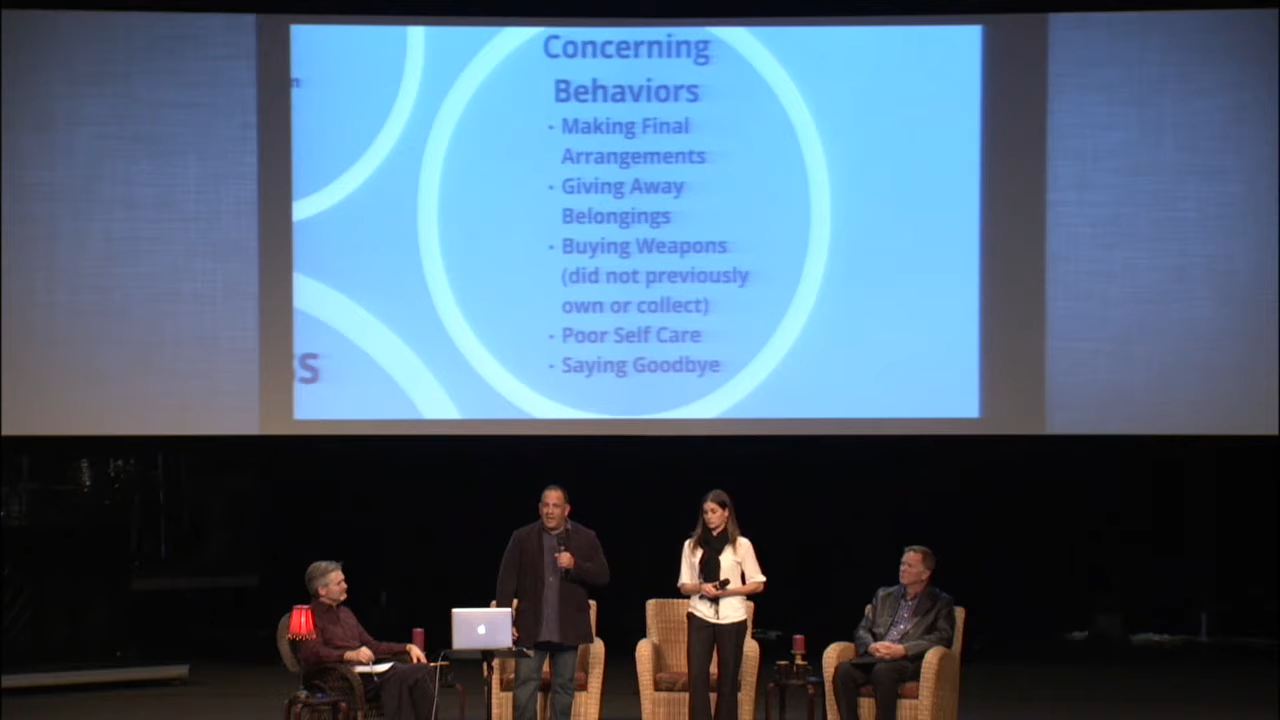 Concerning
Behaviors
- Making Final
Arrangements
- Giving Away
Belongings
- Buying Weapons
(did not previously
own or collect)
- Poor Self Care
- Saying Goodbye